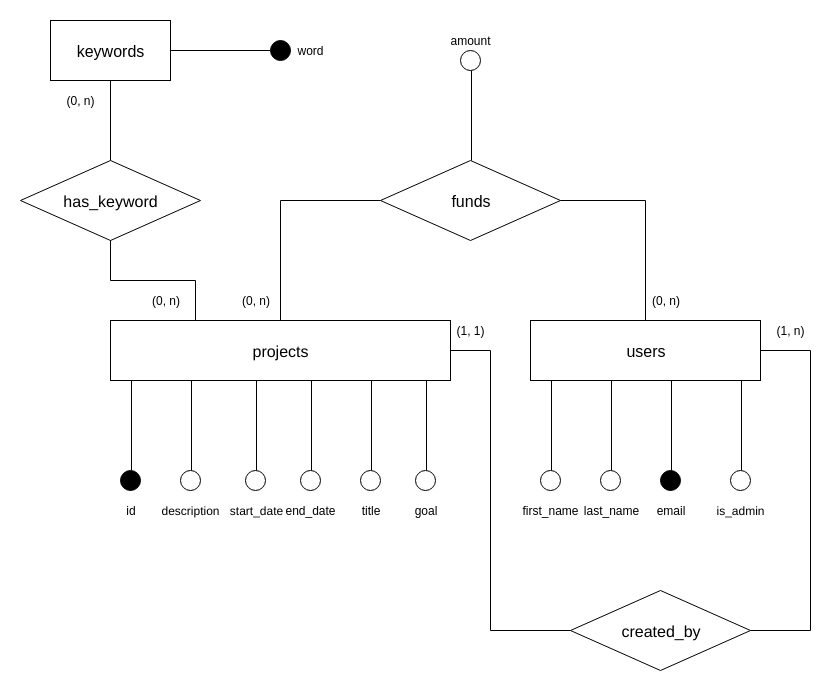 amount
keywords
word
(0, n)
has_keyword
funds
(0, n)
(0, n)
(0, n)
(1, 1)
(1, n)
projects
users
id
description
start_date
end_date
title
goal
first_name
last_name
email
is_admin
created_by